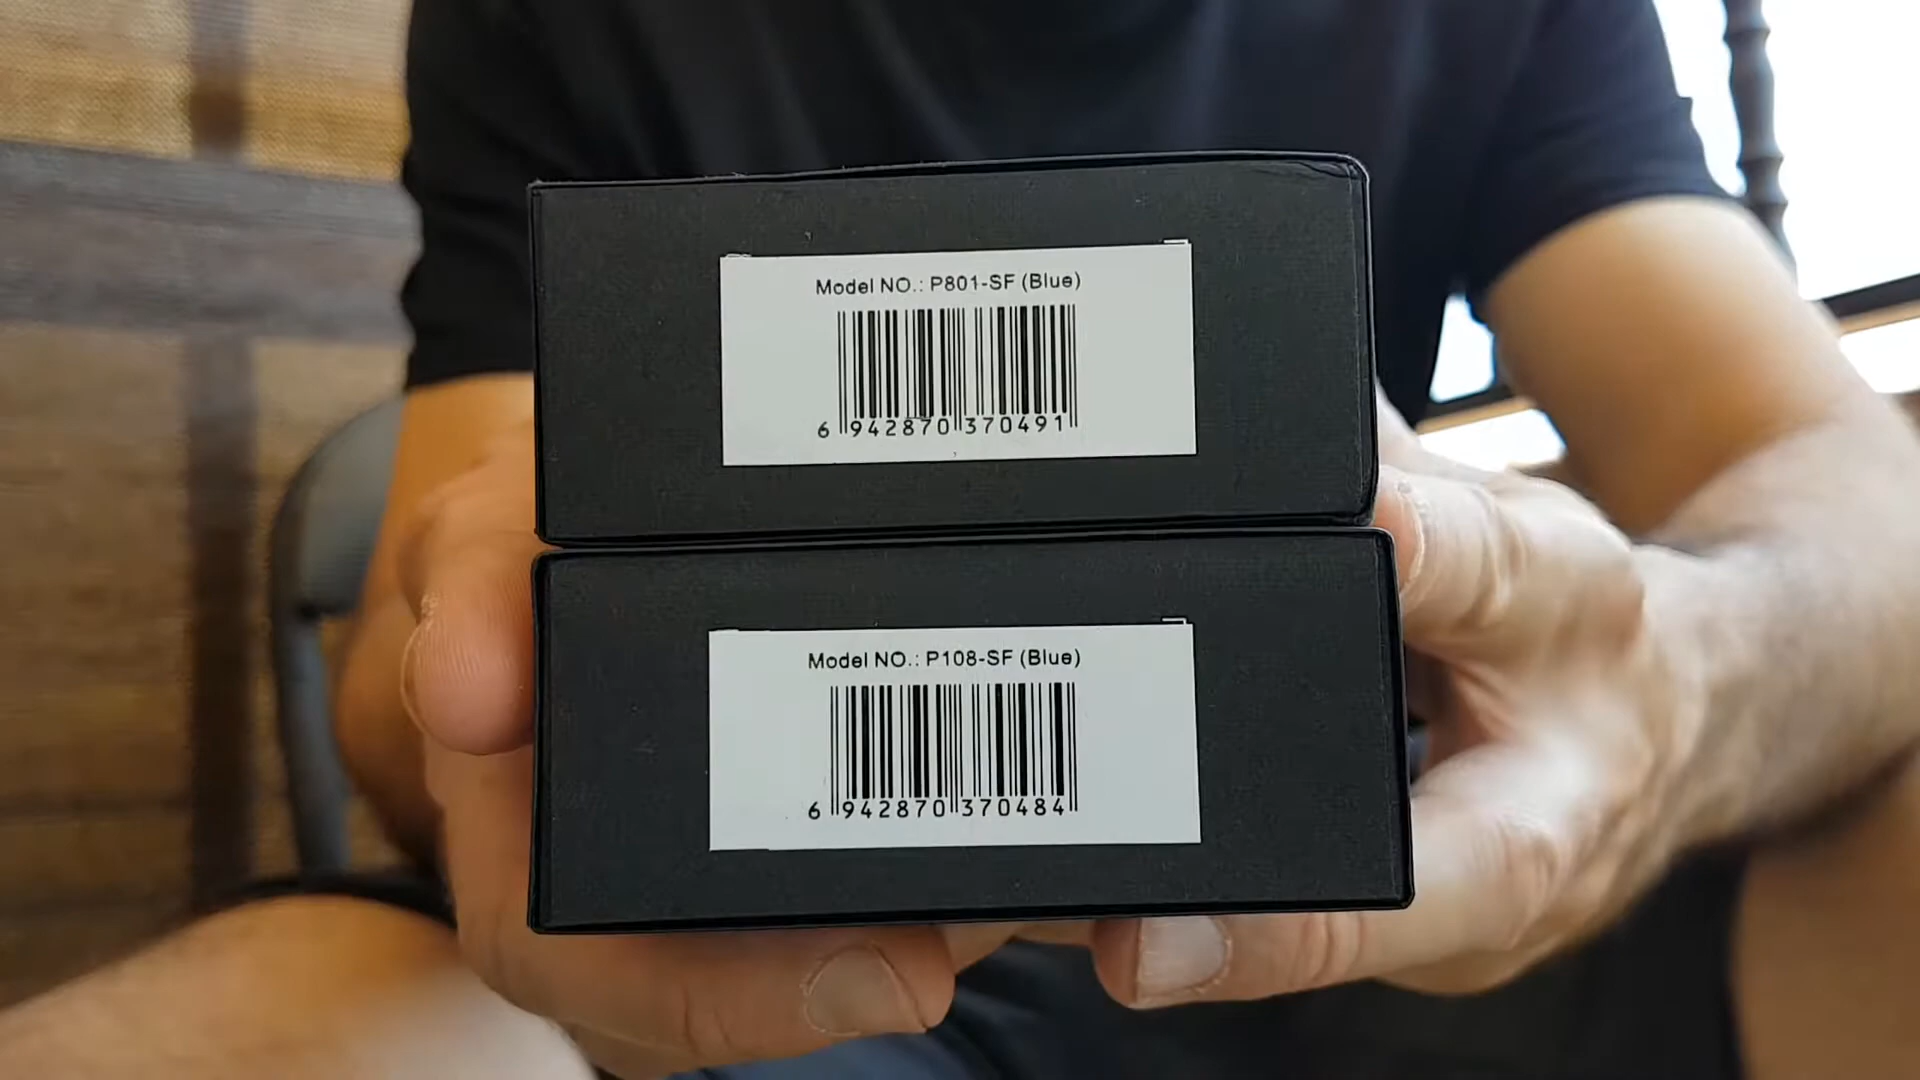 Model NO.: P801-SF (Blue)
6 942870 370491
Model NO.: P108-SF (Blue)
6 942870 370484